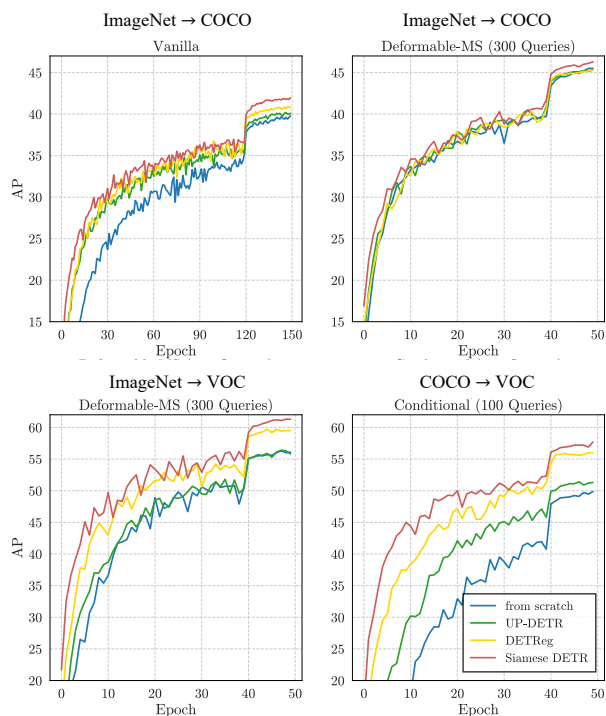 ImageNet → COCO
Vanilla
AP
45
40
35
30
25
20
15
0 30 60 90 120 150
Epoch
ImageNet → COCO
Deformable-MS (300 Queries)
45
40
35
30
25
20
15
0 10 20 30 40 50
Epoch
ImageNet → VOC
Deformable-MS (300 Queries)
AP
60
55
50
45
40
35
30
25
20
0 10 20 30 40 50
Epoch
COCO → VOC
Conditional (100 Queries)
60
55
50
45
40
35
30
25
20
0 10 20 30 40 50
Epoch
from scratch
UP-DETR
DETReg
Siamese DETR